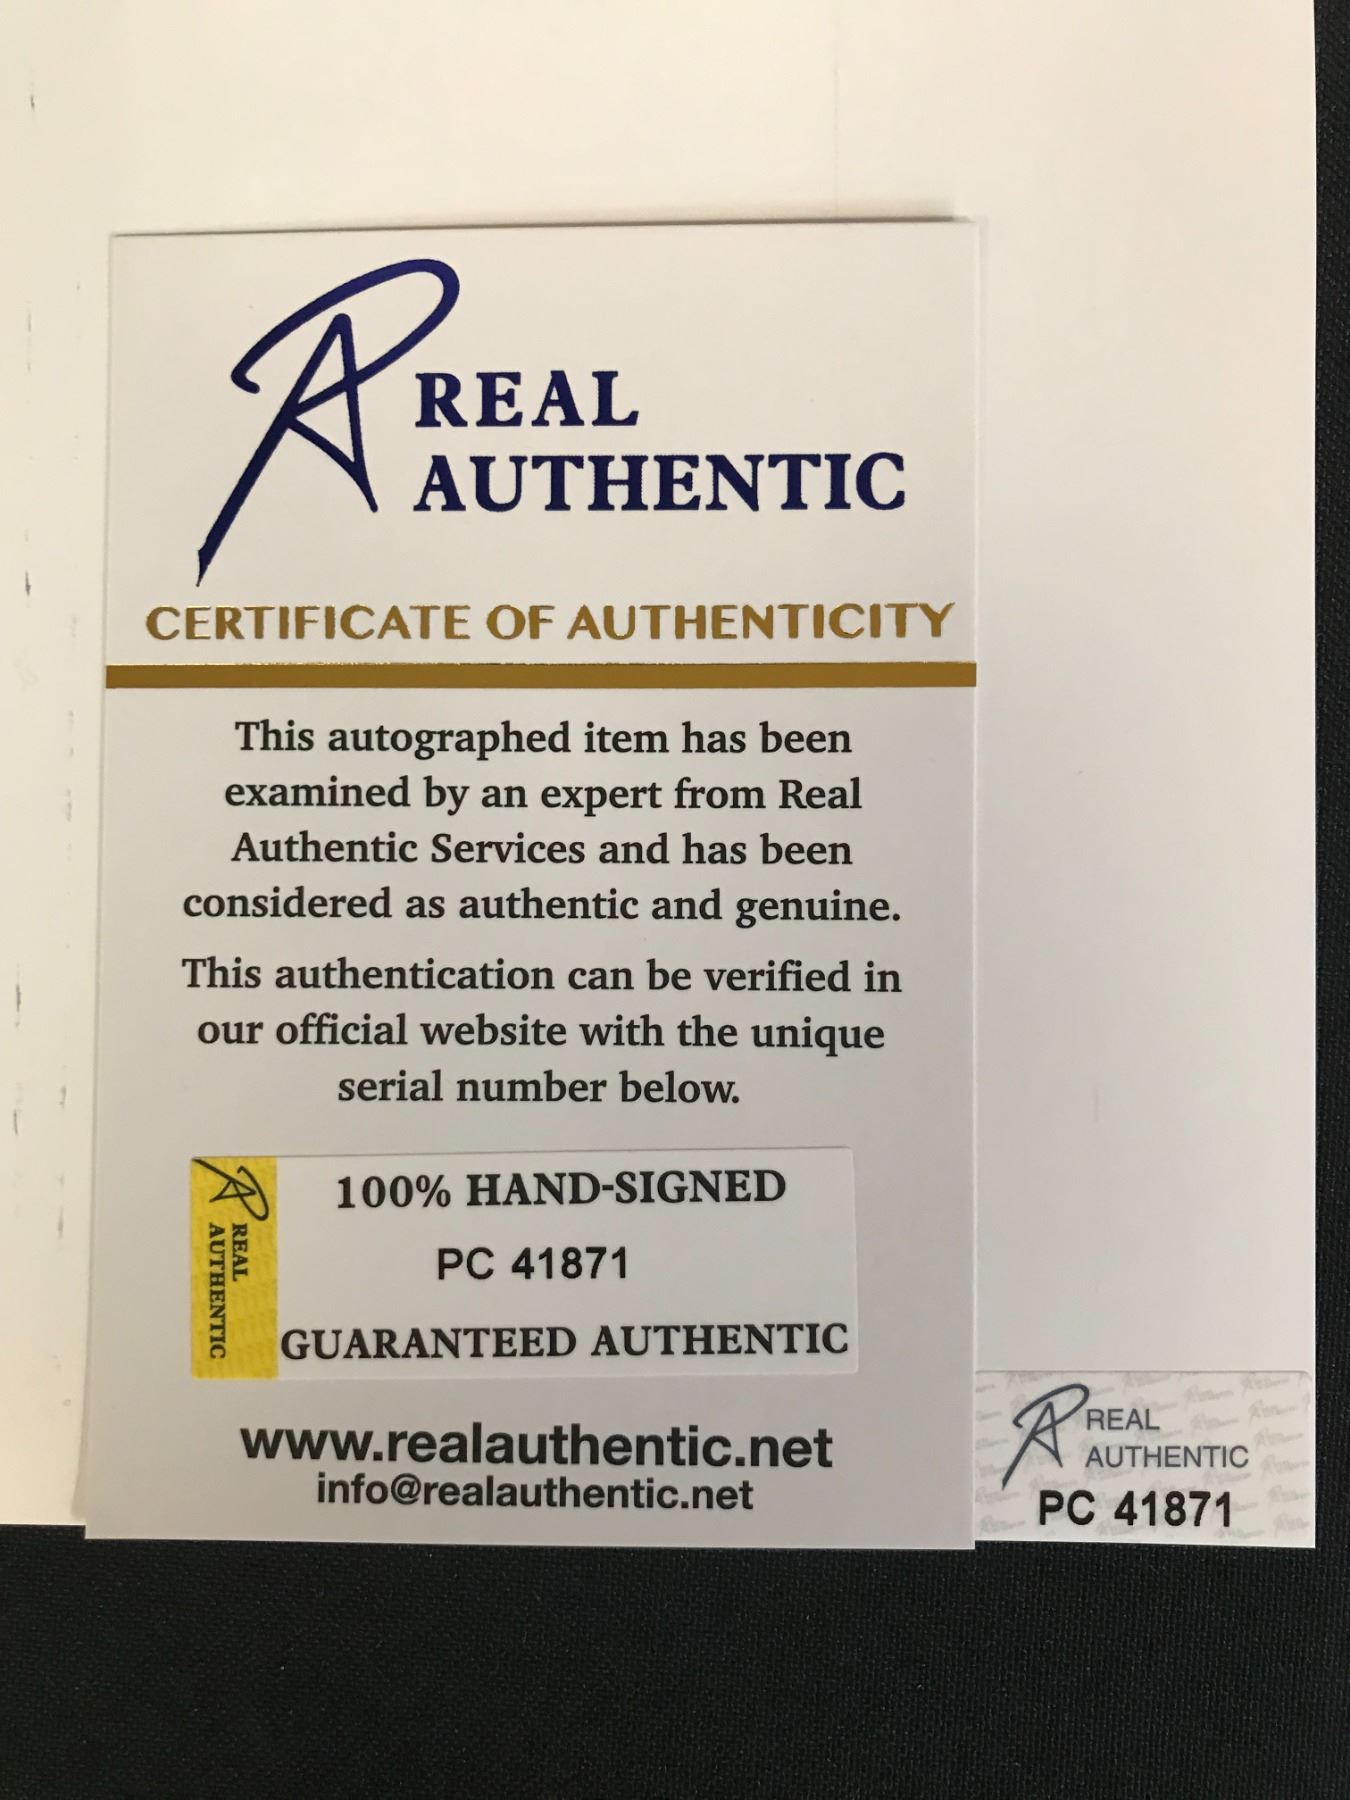 REAL
AUTHENTIC
CERTIFICATE OF AUTHENTICITY
This autographed item has been
examined by an expert from Real
Authentic Services and has been
considered as authentic and genuine.
This authentication can be verified in
our official website with the unique
serial number below.
REAL
AUTHENTIC
100% HAND-SIGNED
PC 41871
GUARANTEED AUTHENTIC
www.realauthentic.net
info@realauthentic.net
REAL
AUTHENTIC
PC 41871